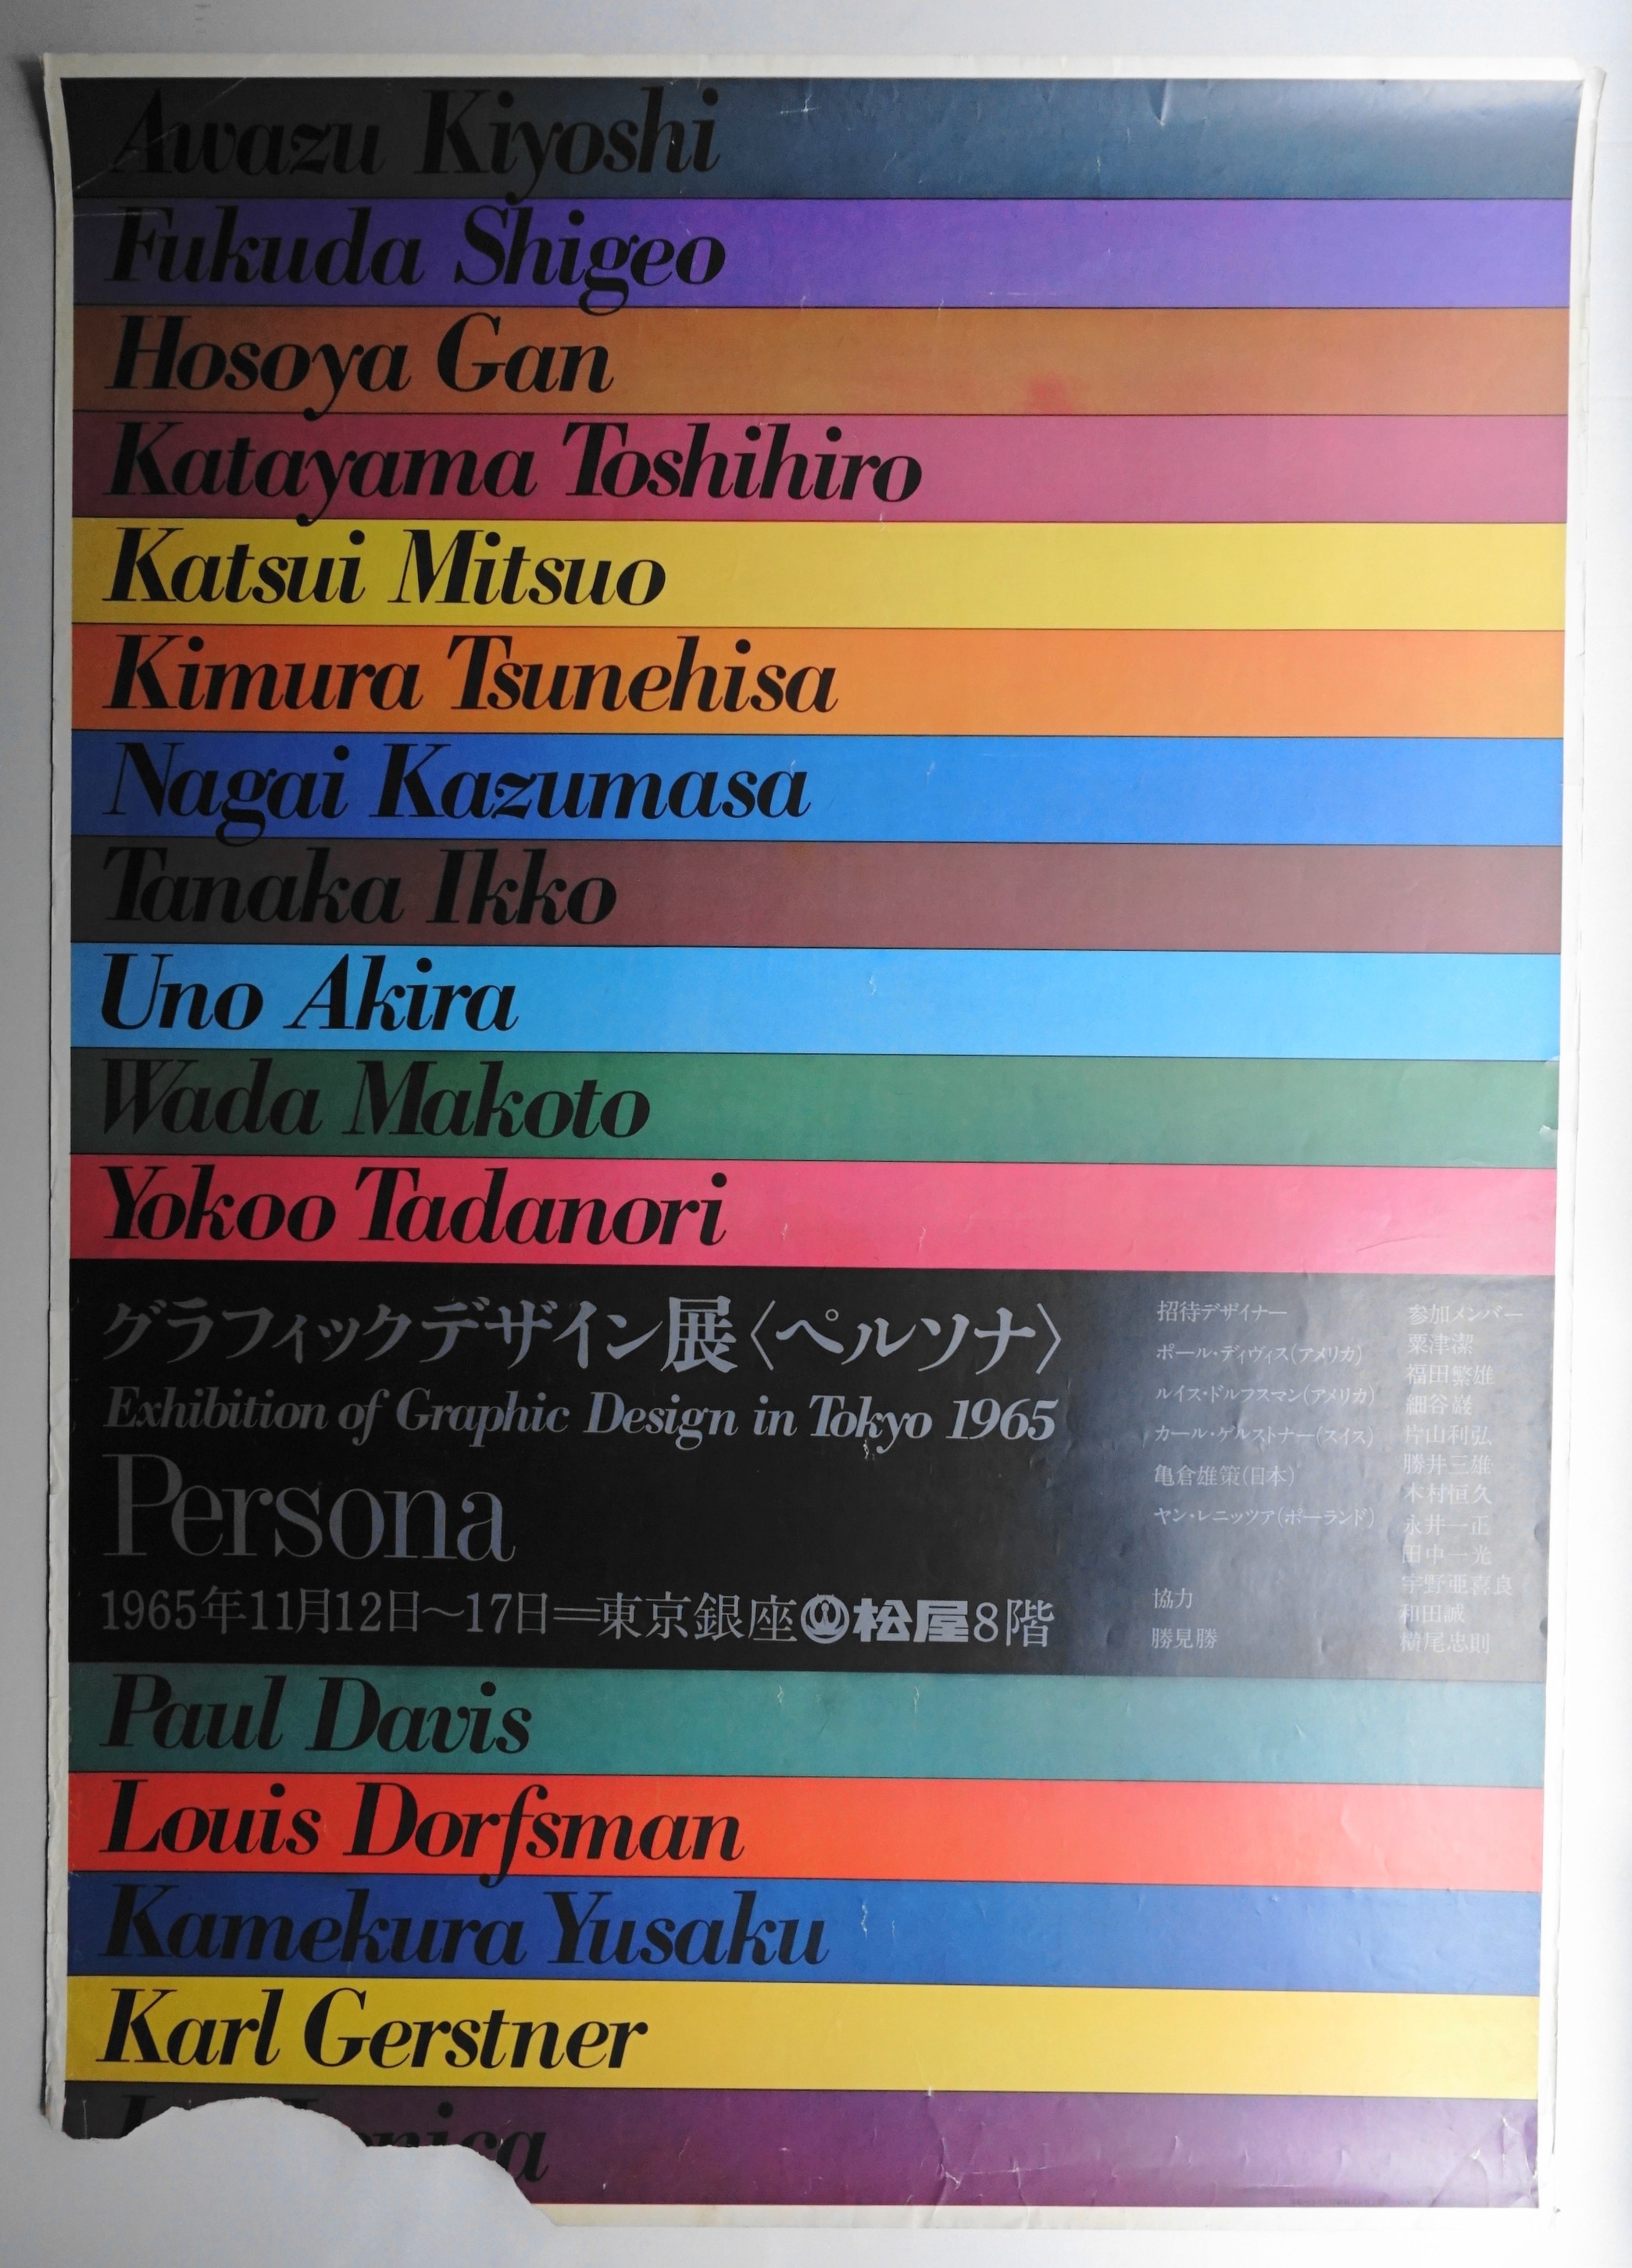 Awazu Kiyoshi
Fukuda Shigeo
Hosoya Gan
Katayama Toshihiro
Katsui Mitsuo
Kimura Tsunehisa
Nagai Kazumasa
Tanaka Ikko
Uno Akira
Wada Makoto
Yokoo Tadanori
グラフィックデザイン展〈ペルソナ〉
Exhibition of Graphic Design in Tokyo 1965
Persona
1965年11月12日〜17日=東京銀座松屋8階
招待デザイナー
ポール・デイヴィス(アメリカ)
ルイス・ドルフスマン(アメリカ)
カール・ゲルストナー(スイス)
亀倉雄策(日本)
ヤン・レニッツア(ポーランド)
協力
勝見勝
参加メンバー
粟津潔
福田繁雄
細谷巖
片山利弘
勝井三雄
木村恒久
永井一正
田中一光
宇野亜喜良
和田誠
横尾忠則
Paul Davis
Louis Dorfsman
Kamekura Yusaku
Karl Gerstner